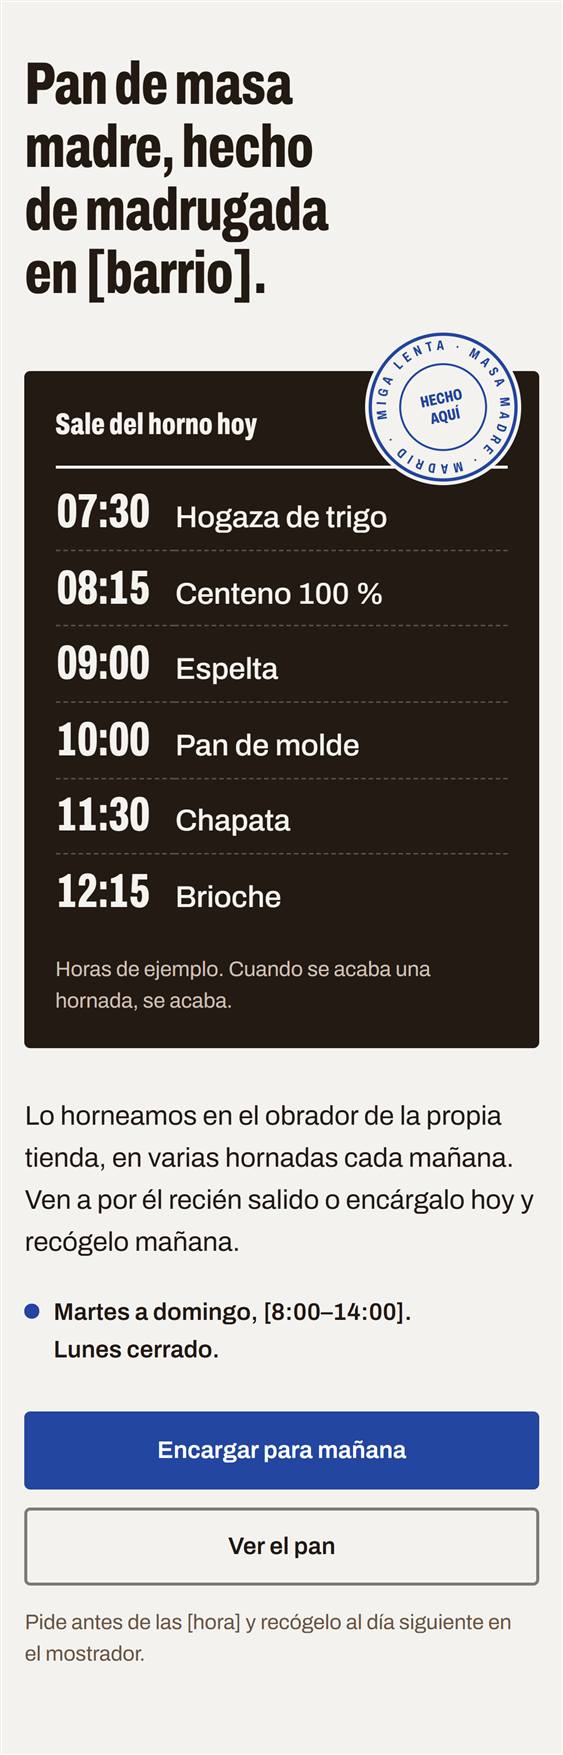 Pan de masa
madre, hecho
de madrugada
en [barrio].
MIGA LENTA · MASA MADRE · MADRID ·
HECHO
AQUÍ
Sale del horno hoy
07:30 Hogaza de trigo
08:15 Centeno 100 %
09:00 Espelta
10:00 Pan de molde
11:30 Chapata
12:15 Brioche
Horas de ejemplo. Cuando se acaba una
hornada, se acaba.
Lo horneamos en el obrador de la propia
tienda, en varias hornadas cada mañana.
Ven a por él recién salido o encárgalo hoy y
recógelo mañana.
Martes a domingo, [8:00–14:00].
Lunes cerrado.
Encargar para mañana
Ver el pan
Pide antes de las [hora] y recógelo al día siguiente en
el mostrador.